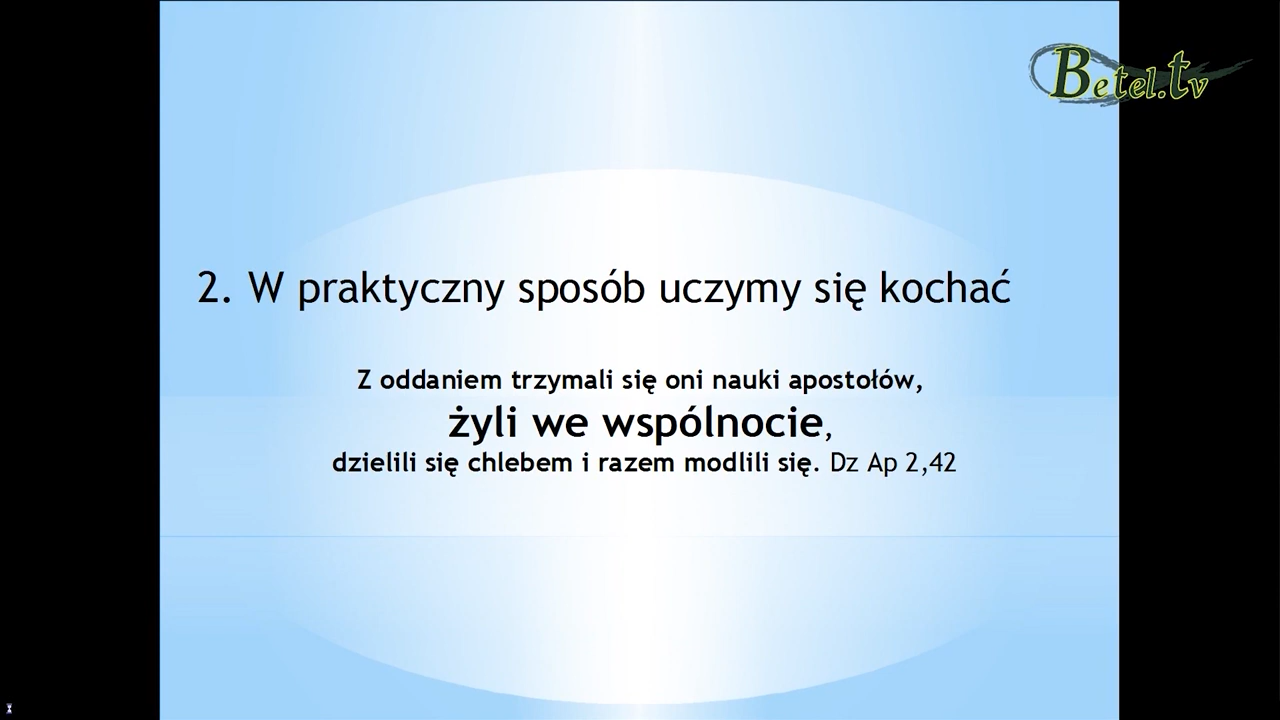 Betel.tv
2. W praktyczny sposób uczymy się kochać
Z oddaniem trzymali się oni nauki apostołów,
żyli we wspólnocie,
dzielili się chlebem i razem modlili się. Dz Ap 2,42